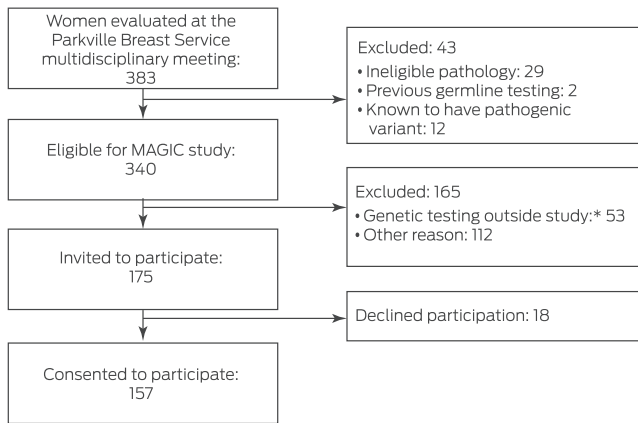 Women evaluated at the
Parkville Breast Service
multidisciplinary meeting:
383
Excluded: 43
• Ineligible pathology: 29
• Previous germline testing: 2
• Known to have pathogenic
variant: 12
Eligible for MAGIC study:
340
Excluded: 165
• Genetic testing outside study:* 53
• Other reason: 112
Invited to participate:
175
Declined participation: 18
Consented to participate:
157